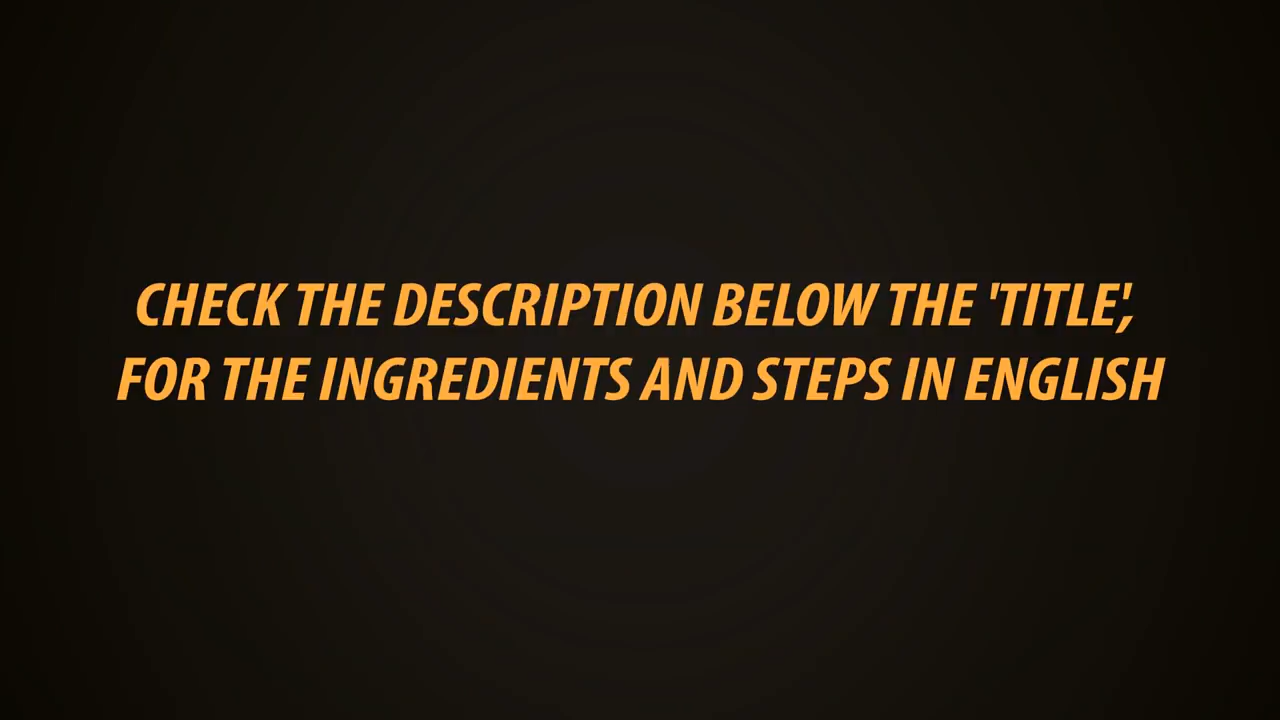 CHECK THE DESCRIPTION BELOW THE 'TITLE',
FOR THE INGREDIENTS AND STEPS IN ENGLISH